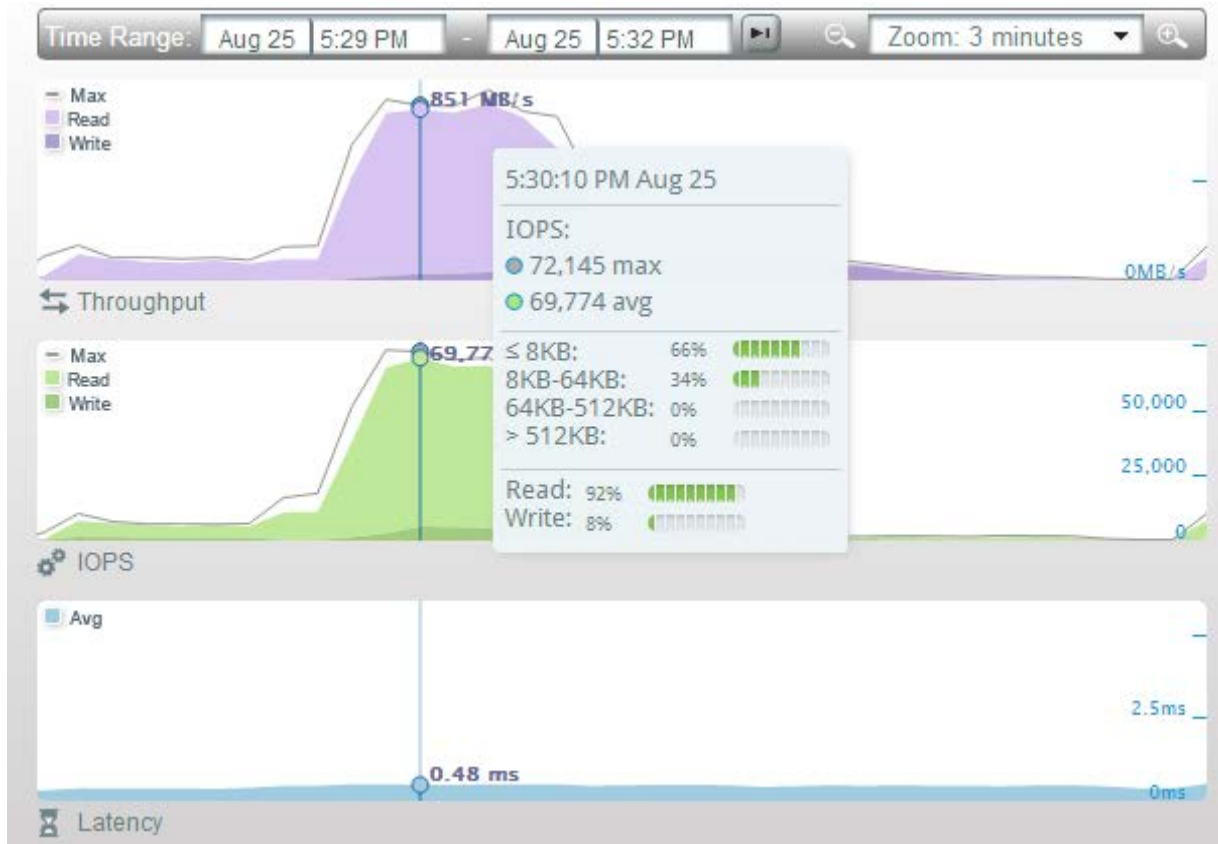 Time Range: Aug 25 5:29 PM - Aug 25 5:32 PM Zoom: 3 minutes
Max
Read
Write
851 MB/s
0MB/s
Throughput
5:30:10 PM Aug 25
IOPS:
72,145 max
69,774 avg
≤ 8KB: 66%
8KB-64KB: 34%
64KB-512KB: 0%
> 512KB: 0%
Read: 92%
Write: 8%
Max
Read
Write
69,77
50,000
25,000
0
IOPS
Avg
2.5ms
0.48 ms
0ms
Latency